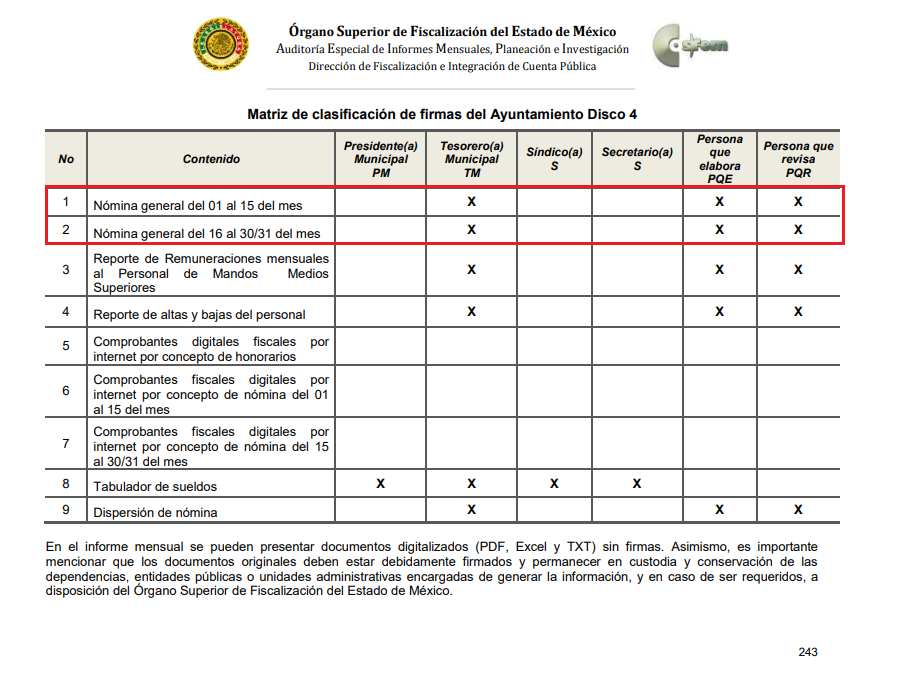 Órgano Superior de Fiscalización del Estado de México
Auditoría Especial de Informes Mensuales, Planeación e Investigación
Dirección de Fiscalización e Integración de Cuenta Pública
osfem
Matriz de clasificación de firmas del Ayuntamiento Disco 4
No Contenido Presidente(a) Municipal PM Tesorero(a) Municipal TM Síndico(a) S Secretario(a) S Persona que elabora PQE Persona que revisa PQR
1 Nómina general del 01 al 15 del mes X X X
2 Nómina general del 16 al 30/31 del mes X X X
3 Reporte de Remuneraciones mensuales
al Personal de Mandos Medios X X X
Superiores
4 Reporte de altas y bajas del personal X X X
5 Comprobantes digitales fiscales por
internet por concepto de honorarios
6 Comprobantes fiscales digitales por
internet por concepto de nómina del 01
al 15 del mes
7 Comprobantes fiscales digitales por
internet por concepto de nómina del 15
al 30/31 del mes
8 Tabulador de sueldos X X X X
9 Dispersión de nómina X X X
En el informe mensual se pueden presentar documentos digitalizados (PDF, Excel y TXT) sin firmas. Asimismo, es importante
mencionar que los documentos originales deben estar debidamente firmados y permanecer en custodia y conservación de las
dependencias, entidades públicas o unidades administrativas encargadas de generar la información, y en caso de ser requeridos, a
disposición del Órgano Superior de Fiscalización del Estado de México.
243